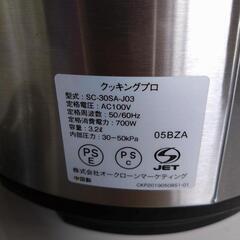 クッキングプロ
型式：SC-30SA-J03
定格電圧：AC100V
定格周波数：50/60Hz
定格消費電力：700W
容量：3.2ℓ
内部圧力：30~50kPa
05BZA
PS
E
PS
C
S
JET
株式会社オークローンマーケティング
中国製
CKP20190508S1-01